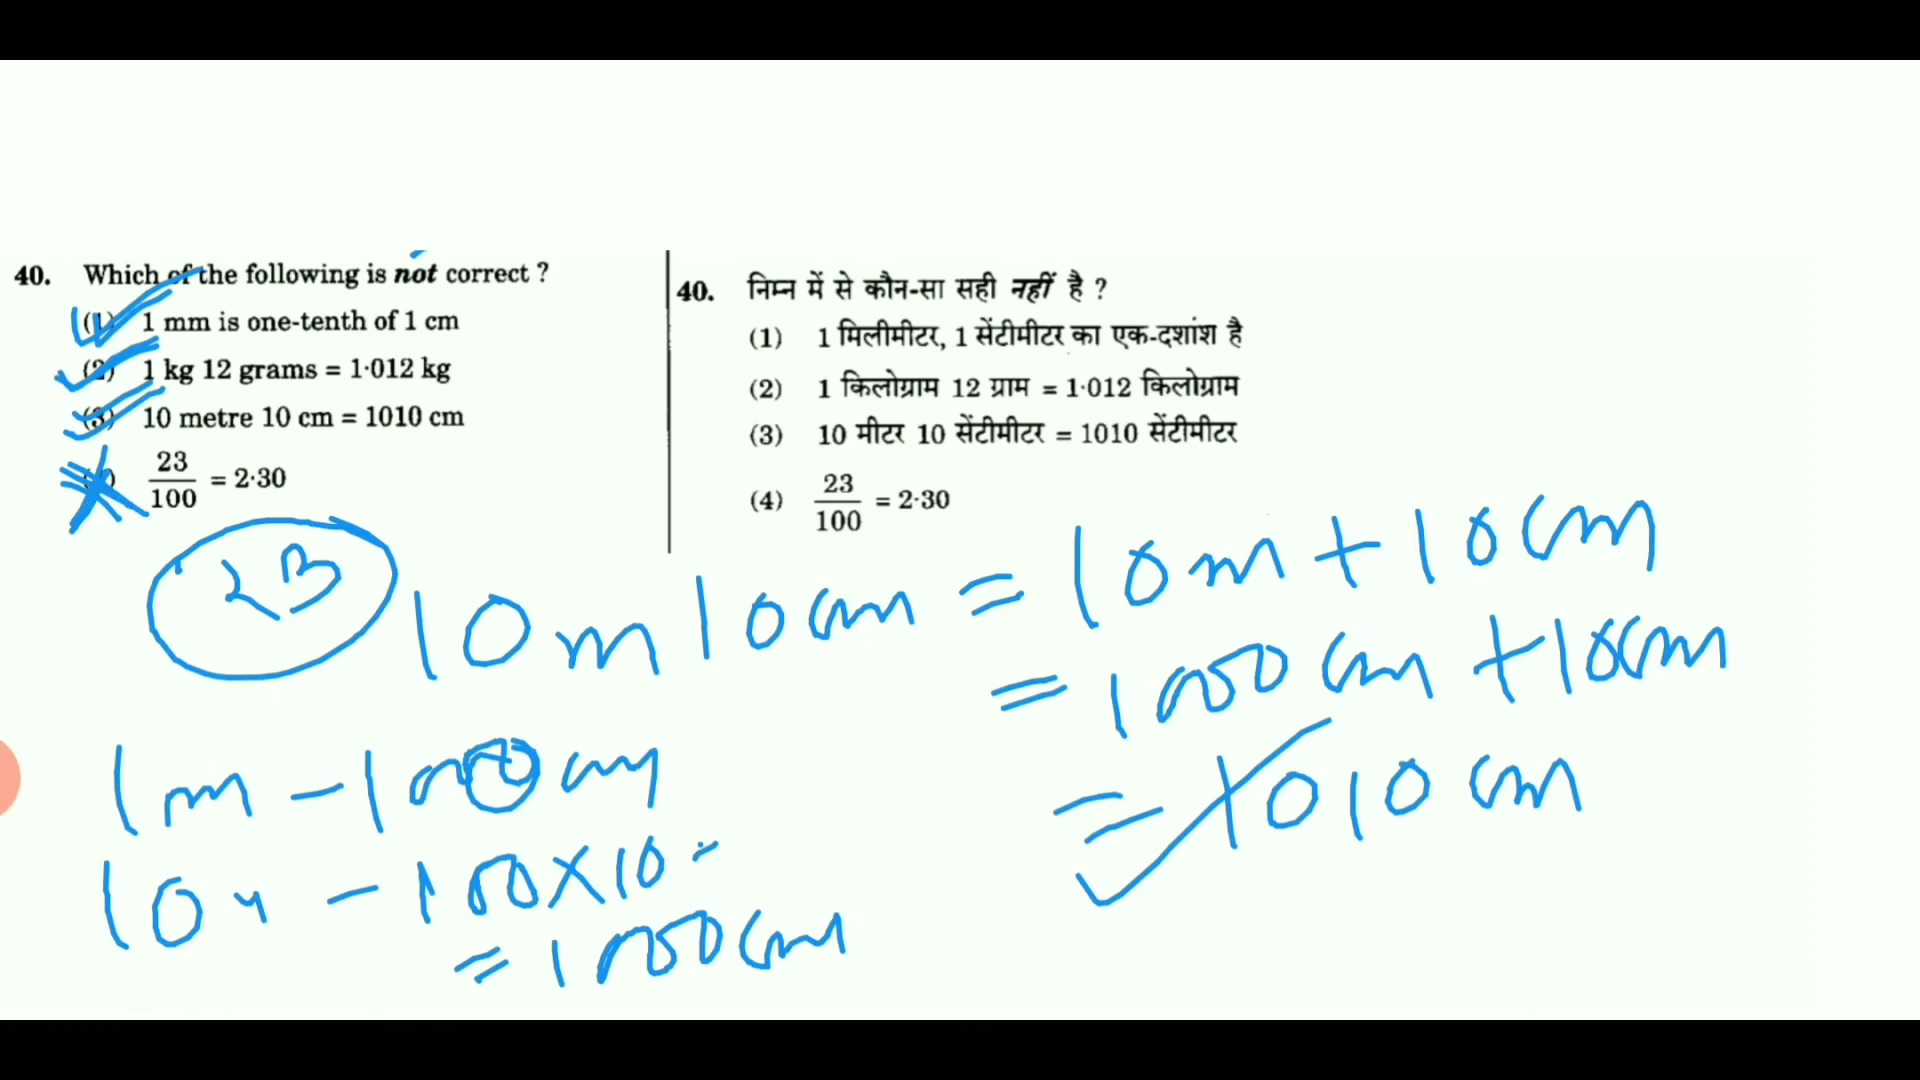 40. Which of the following is not correct ?
(1) 1 mm is one-tenth of 1 cm
(2) 1 kg 12 grams = 1·012 kg
(3) 10 metre 10 cm = 1010 cm
23/100 = 2·30
40. निम्न में से कौन-सा सही नहीं है ?
(1) 1 मिलीमीटर, 1 सेंटीमीटर का एक-दशांश है
(2) 1 किलोग्राम 12 ग्राम = 1·012 किलोग्राम
(3) 10 मीटर 10 सेंटीमीटर = 1010 सेंटीमीटर
(4) 23/100 = 2·30
10m 10cm = 10m + 10cm
= 1000cm + 10cm
= 1010 cm
1m - 100cm
10 - 100 × 10
= 1000cm